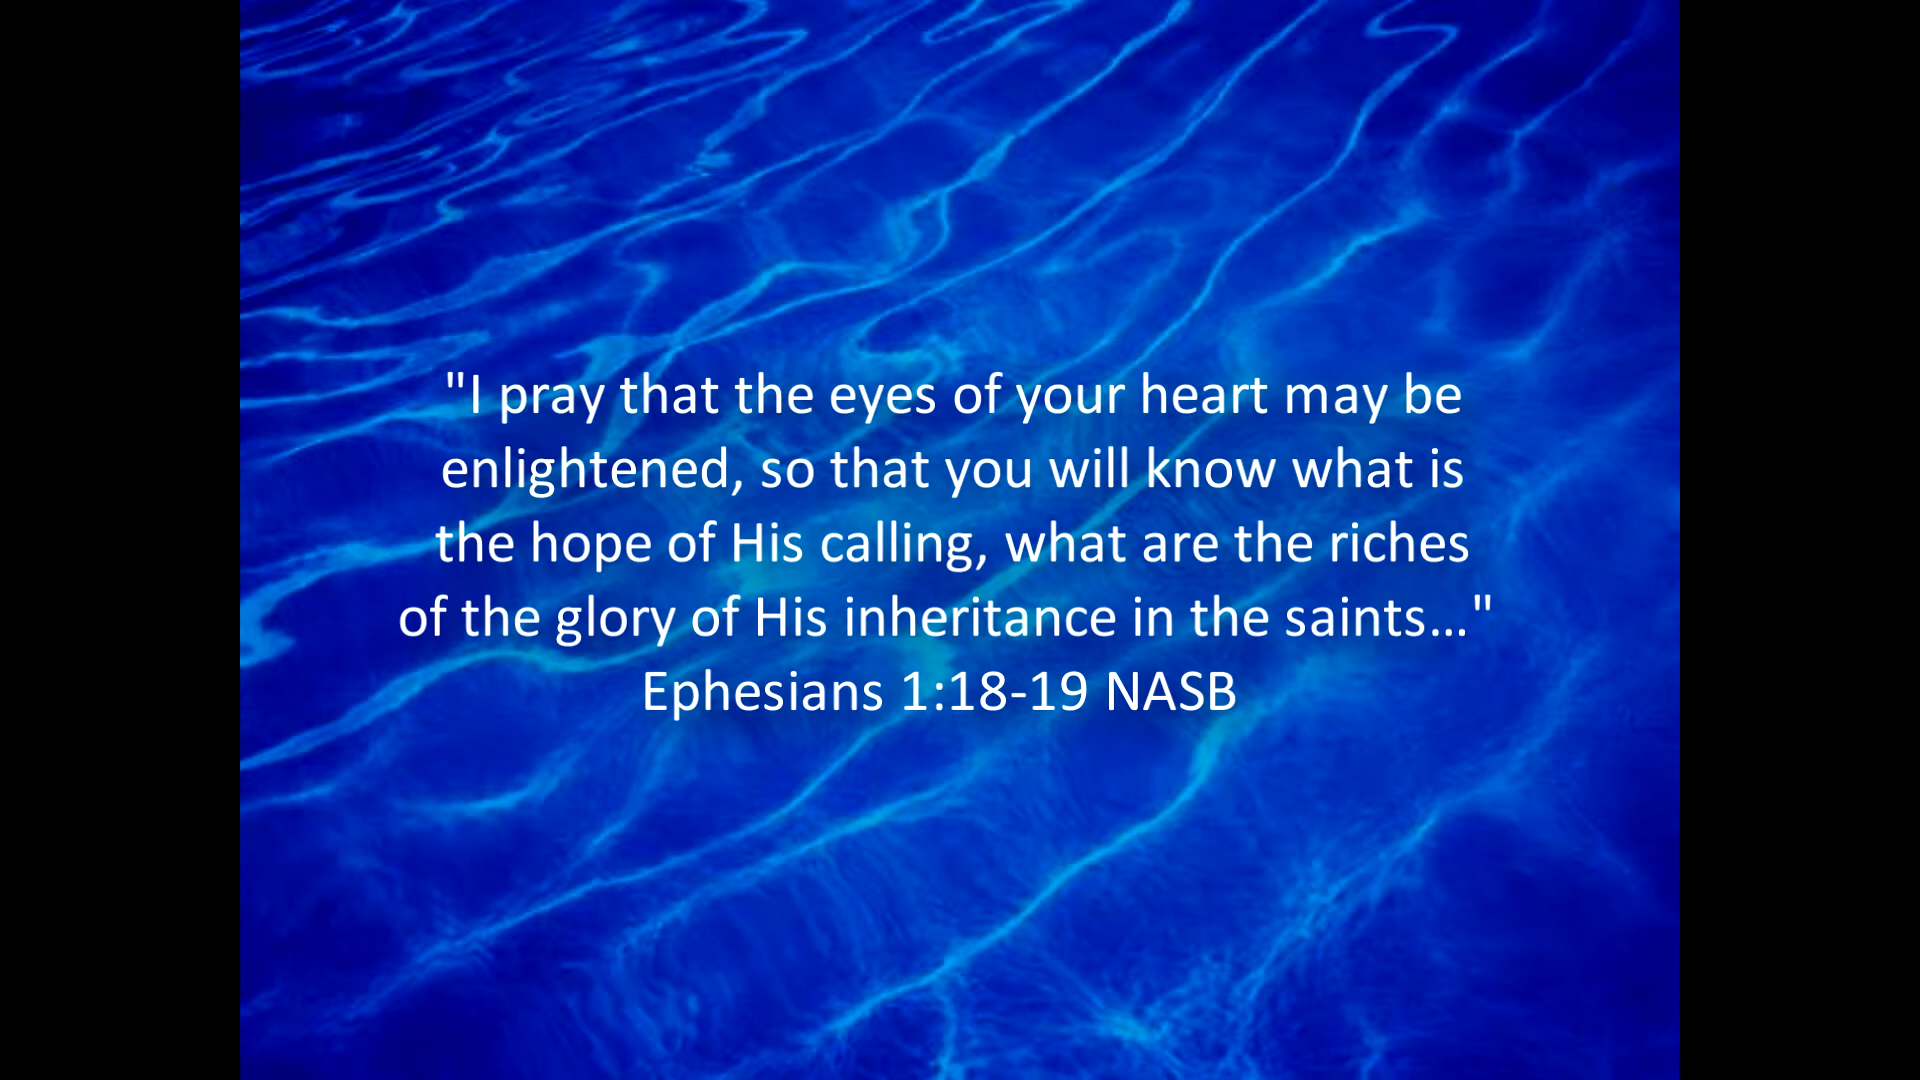 "I pray that the eyes of your heart may be
enlightened, so that you will know what is
the hope of His calling, what are the riches
of the glory of His inheritance in the saints…"
Ephesians 1:18-19 NASB